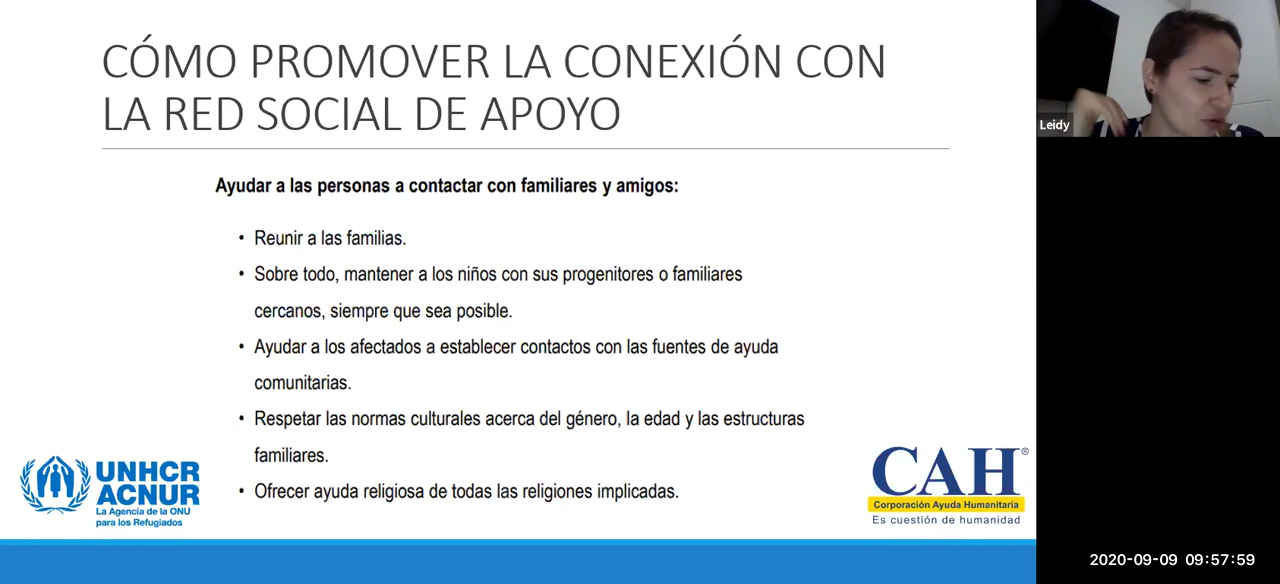 CÓMO PROMOVER LA CONEXIÓN CON
LA RED SOCIAL DE APOYO
Ayudar a las personas a contactar con familiares y amigos:
• Reunir a las familias.
• Sobre todo, mantener a los niños con sus progenitores o familiares
cercanos, siempre que sea posible.
• Ayudar a los afectados a establecer contactos con las fuentes de ayuda
comunitarias.
• Respetar las normas culturales acerca del género, la edad y las estructuras
familiares.
• Ofrecer ayuda religiosa de todas las religiones implicadas.
UNHCR
ACNUR
La Agencia de la ONU
para los Refugiados
CAH®
Corporación Ayuda Humanitaria
Es cuestión de humanidad
Leidy
2020-09-09 09:57:59